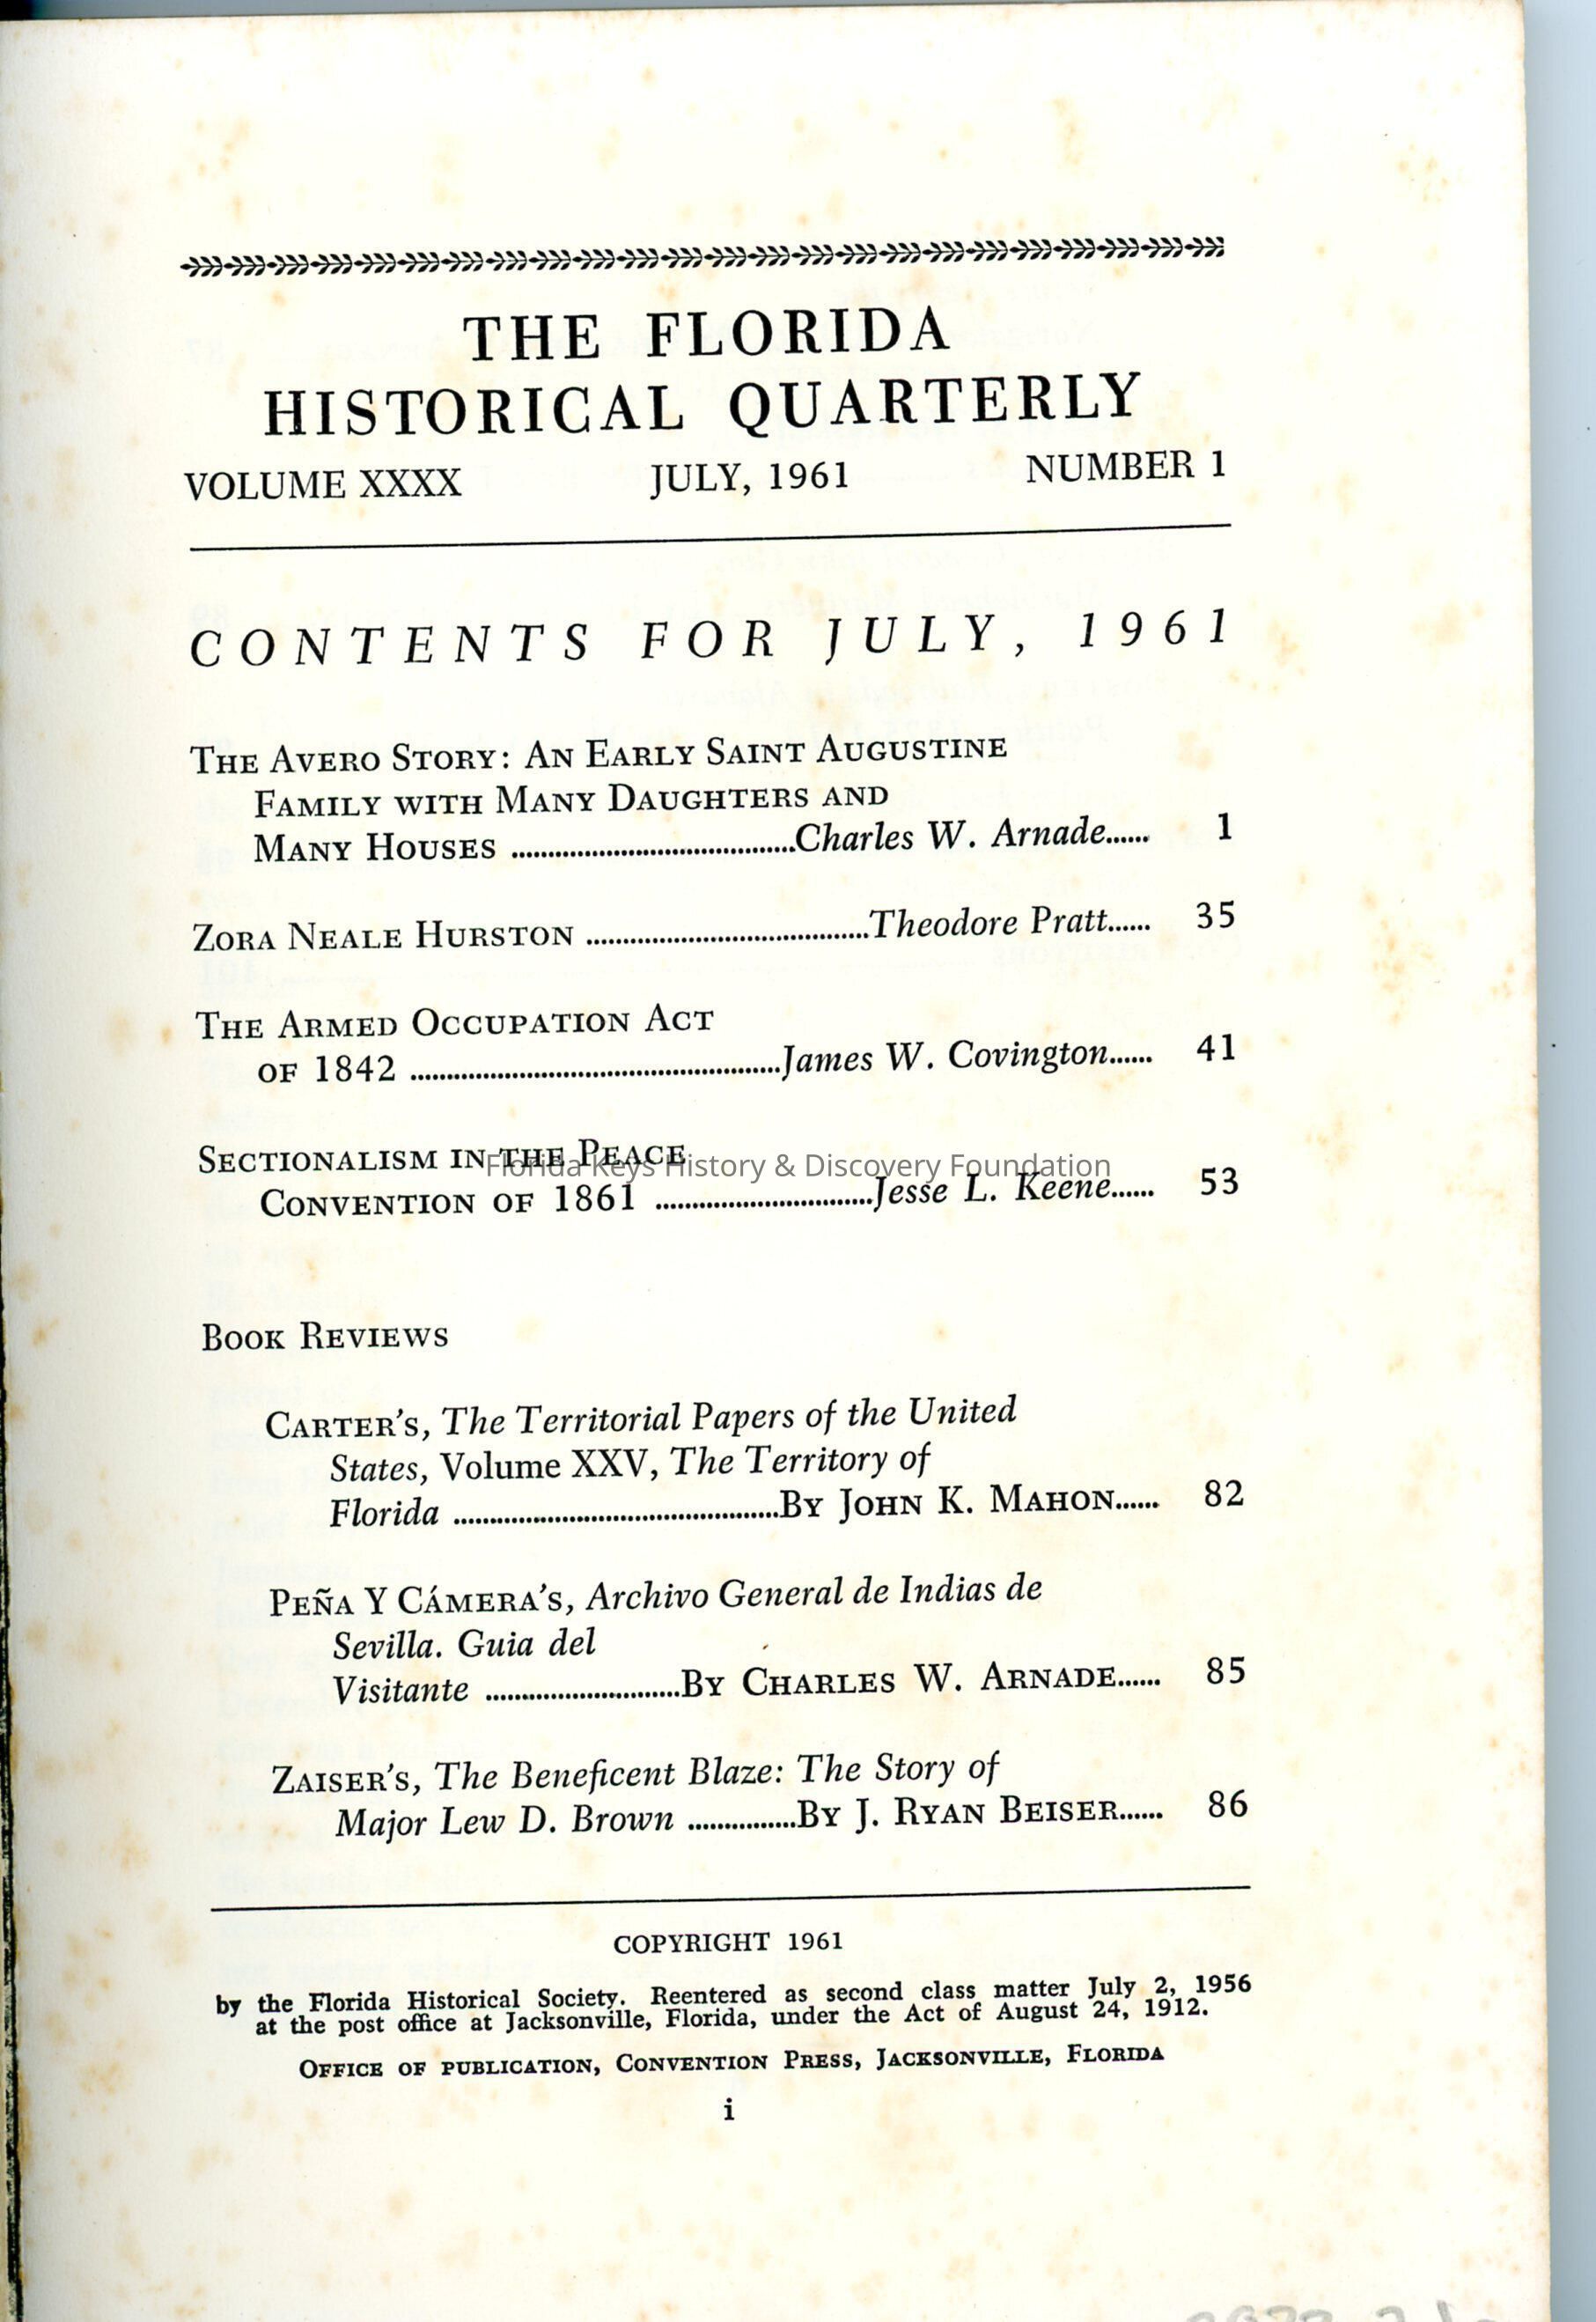 THE FLORIDA
HISTORICAL QUARTERLY
VOLUME XXXX JULY, 1961 NUMBER 1
CONTENTS FOR JULY, 1961
THE AVERO STORY: AN EARLY SAINT AUGUSTINE
FAMILY WITH MANY DAUGHTERS AND
MANY HOUSES ........................................Charles W. Arnade...... 1
ZORA NEALE HURSTON ........................................Theodore Pratt...... 35
THE ARMED OCCUPATION ACT
OF 1842 ....................................................James W. Covington...... 41
SECTIONALISM IN THE PEACE
Florida Keys History & Discovery Foundation
CONVENTION OF 1861 ..............................Jesse L. Keene...... 53
BOOK REVIEWS
CARTER'S, The Territorial Papers of the United
States, Volume XXV, The Territory of
Florida .............................................BY JOHN K. MAHON...... 82
PEÑA Y CÁMERA'S, Archivo General de Indias de
Sevilla. Guia del
Visitante ...........................BY CHARLES W. ARNADE...... 85
ZAISER'S, The Beneficent Blaze: The Story of
Major Lew D. Brown ...............BY J. RYAN BEISER...... 86
COPYRIGHT 1961
by the Florida Historical Society. Reentered as second class matter July 2, 1956
at the post office at Jacksonville, Florida, under the Act of August 24, 1912.
OFFICE OF PUBLICATION, CONVENTION PRESS, JACKSONVILLE, FLORIDA
i